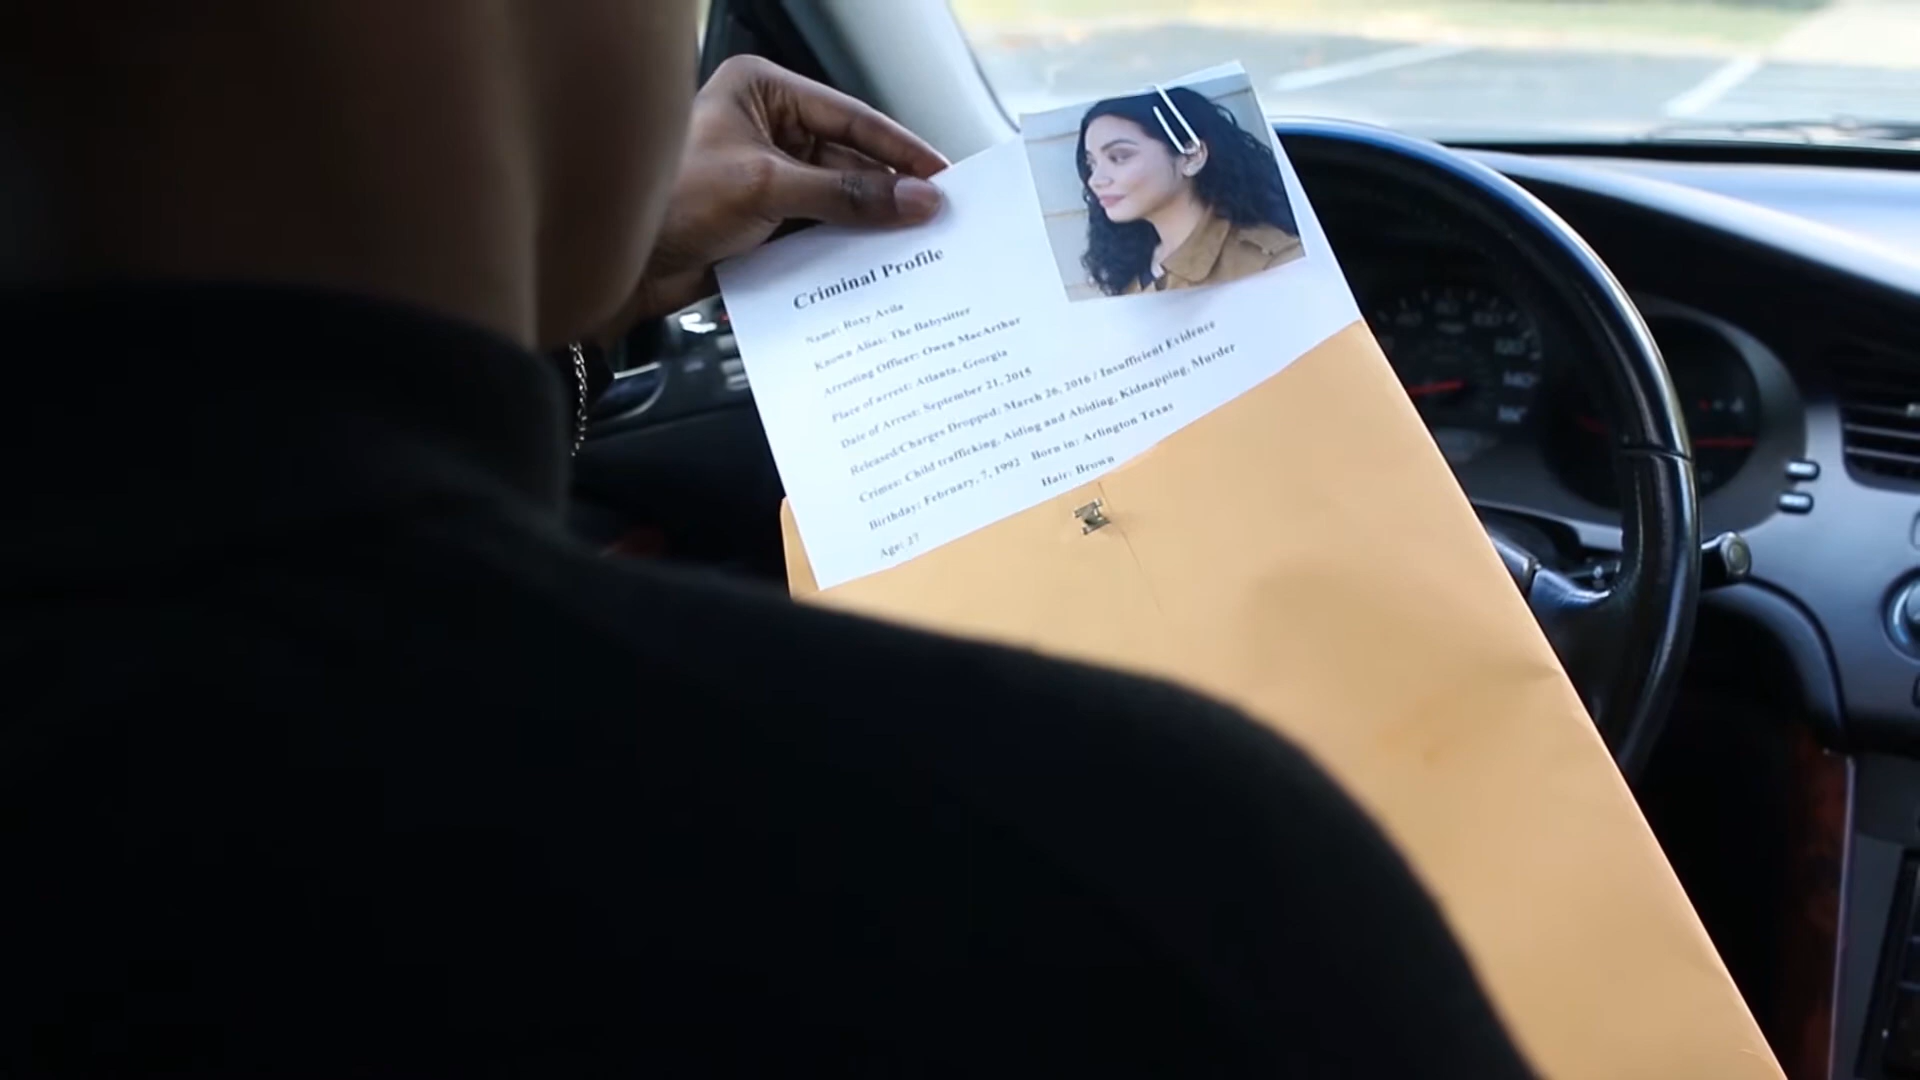 Criminal Profile
Name: Roxy Avila
Known Alias: The Babysitter
Arresting Officer: Owen MacArthur
Place of arrest: Atlanta, Georgia
Date of Arrest: September 21, 2015
Released/Charges Dropped: March 26, 2016 / Insufficient Evidence
Crimes: Child trafficking, Aiding and Abiding, Kidnapping, Murder
Birthday: February, 7, 1992 Born in: Arlington Texas
Age: 27 Hair: Brown